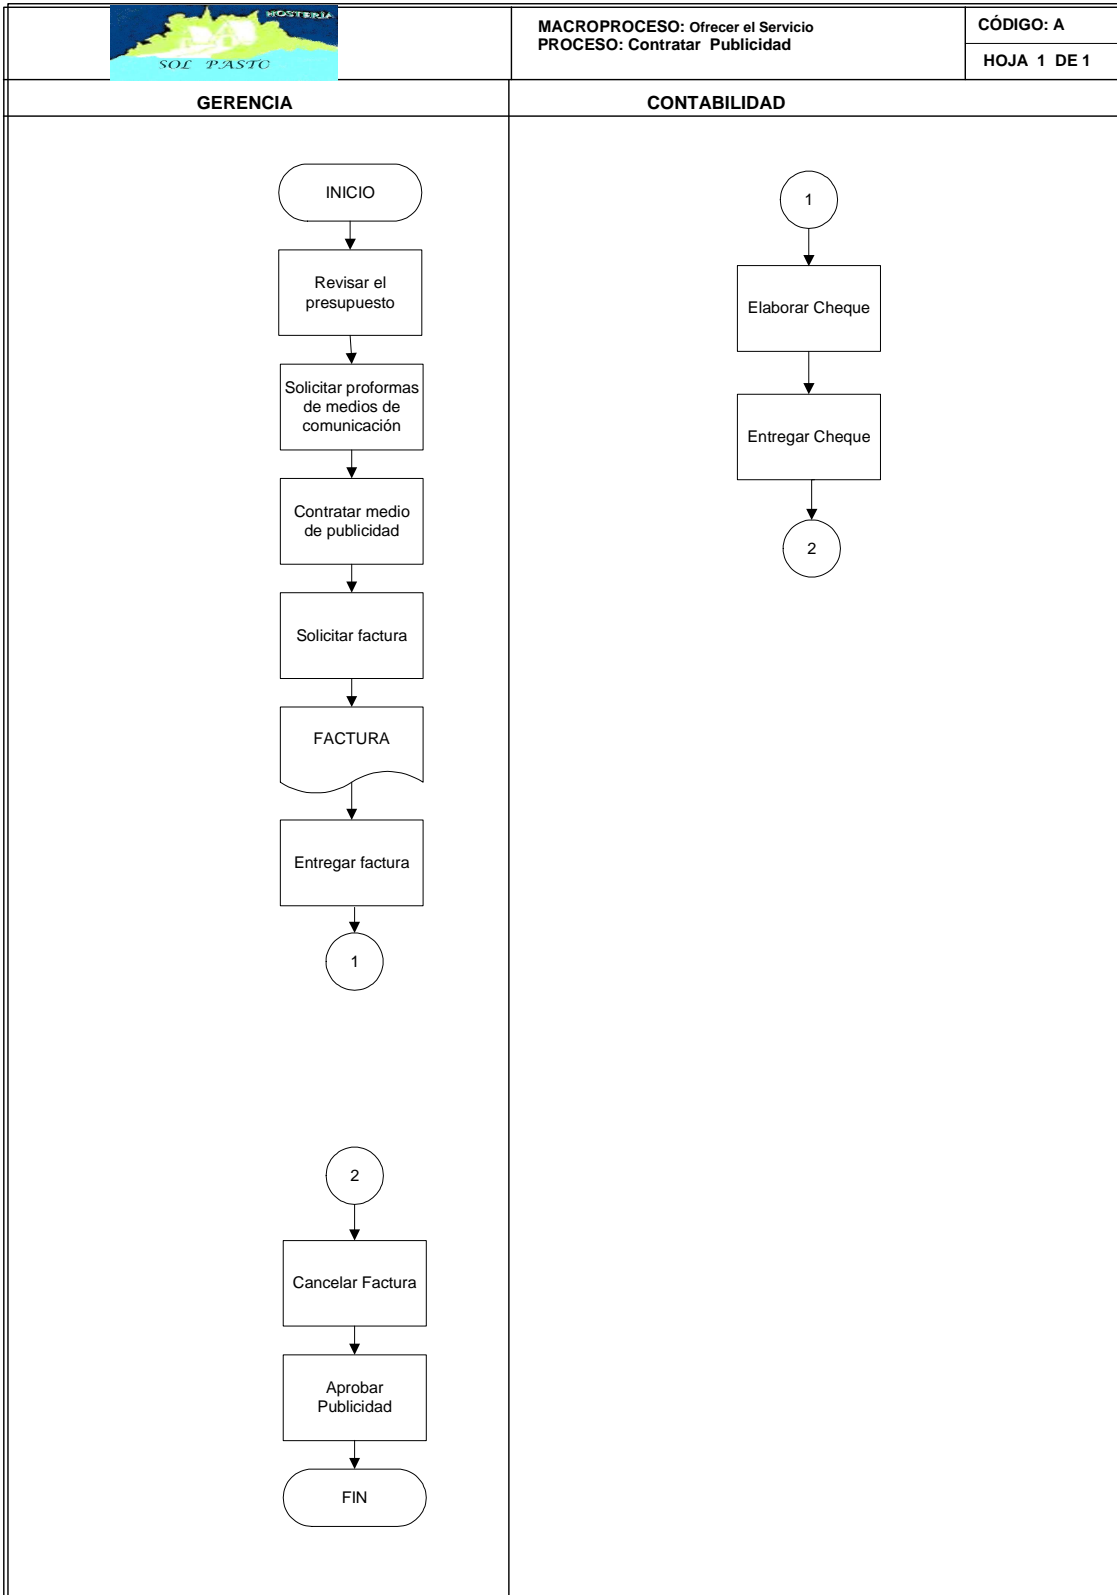 HOSTERÍA
SOL PASTO
MACROPROCESO: Ofrecer el Servicio
PROCESO: Contratar Publicidad
CÓDIGO: A
HOJA 1 DE 1
GERENCIA
CONTABILIDAD
INICIO
Revisar el
presupuesto
Solicitar proformas
de medios de
comunicación
Contratar medio
de publicidad
Solicitar factura
FACTURA
Entregar factura
1
2
Cancelar Factura
Aprobar
Publicidad
FIN
1
Elaborar Cheque
Entregar Cheque
2